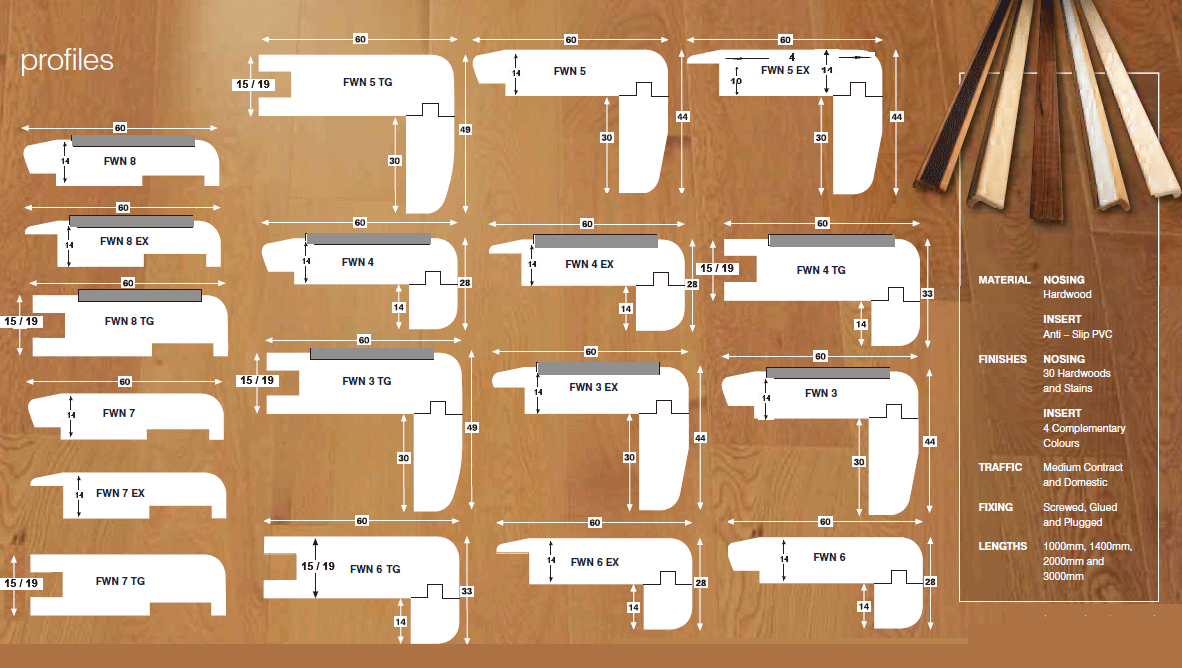 profiles
60
14
FWN 8
60
14
FWN 8 EX
60
15 / 19
FWN 8 TG
60
14
FWN 7
14
FWN 7 EX
15 / 19
FWN 7 TG
60
15 / 19
FWN 5 TG
49
30
60
14
FWN 5
44
30
60
4
10
FWN 5 EX
14
44
30
60
14
FWN 4
28
14
60
14
FWN 4 EX
28
14
60
15 / 19
FWN 4 TG
33
14
60
15 / 19
FWN 3 TG
49
30
60
14
FWN 3 EX
44
30
60
14
FWN 3
44
30
60
15 / 19
FWN 6 TG
33
14
60
14
FWN 6 EX
28
14
60
14
FWN 6
28
14
MATERIAL NOSING
Hardwood
INSERT
Anti – Slip PVC
FINISHES NOSING
30 Hardwoods
and Stains
INSERT
4 Complementary
Colours
TRAFFIC Medium Contract
and Domestic
FIXING Screwed, Glued
and Plugged
LENGTHS 1000mm, 1400mm,
2000mm and
3000mm